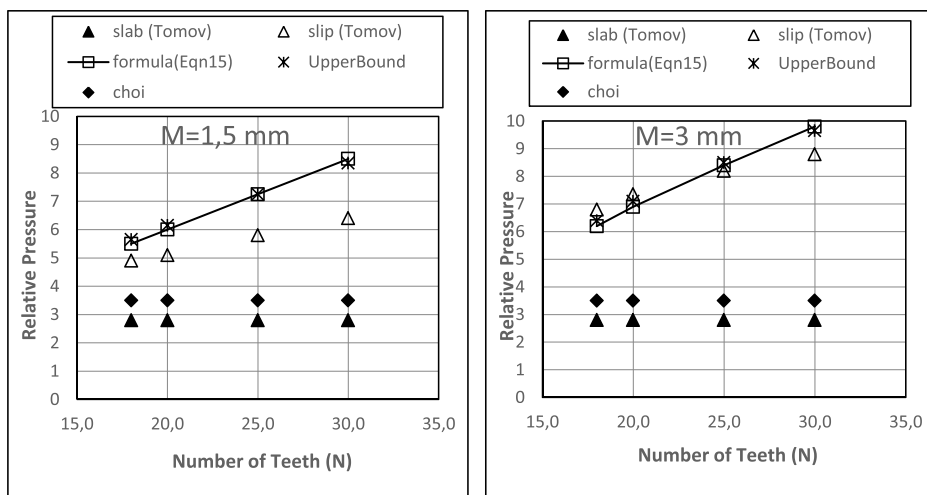 slab (Tomov) slip (Tomov)
formula(Eqn15) UpperBound
choi
M=1,5 mm
Relative Pressure
10
9
8
7
6
5
4
3
2
1
0
15,0 20,0 25,0 30,0 35,0
Number of Teeth (N)
slab (Tomov) slip (Tomov)
formula(Eqn15) UpperBound
choi
M=3 mm
Relative Pressure
10
9
8
7
6
5
4
3
2
1
0
15,0 20,0 25,0 30,0 35,0
Number of Teeth (N)